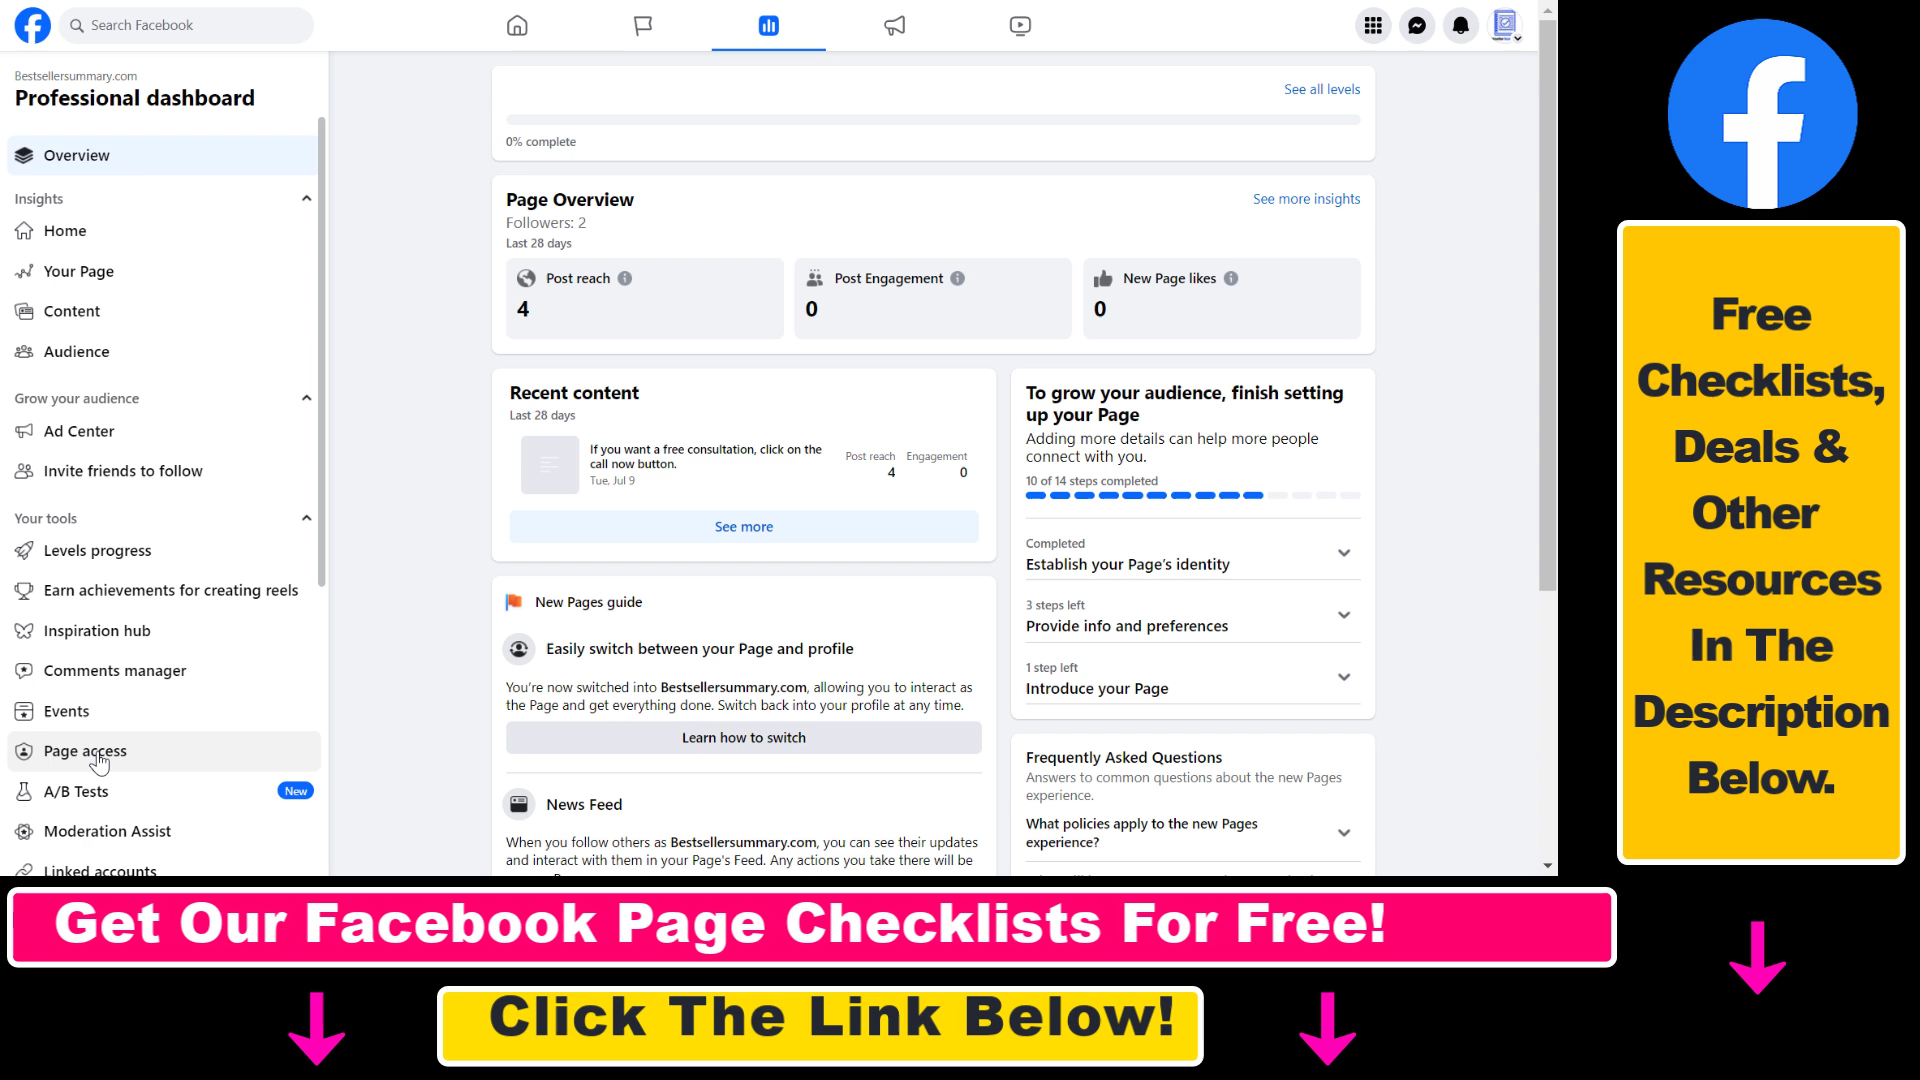 Search Facebook
Bestsellersummary.com
Professional dashboard
Overview
Insights
Home
Your Page
Content
Audience
Grow your audience
Ad Center
Invite friends to follow
Your tools
Levels progress
Earn achievements for creating reels
Inspiration hub
Comments manager
Events
Page access
A/B Tests
New
Moderation Assist
Linked accounts
See all levels
0% complete
Page Overview
See more insights
Followers: 2
Last 28 days
Post reach
4
Post Engagement
0
New Page likes
0
Recent content
Last 28 days
If you want a free consultation, click on the
call now button.
Tue, Jul 9
Post reach
4
Engagement
0
See more
New Pages guide
Easily switch between your Page and profile
You're now switched into Bestsellersummary.com, allowing you to interact as
the Page and get everything done. Switch back into your profile at any time.
Learn how to switch
News Feed
When you follow others as Bestsellersummary.com, you can see their updates
and interact with them in your Page's Feed. Any actions you take there will be
To grow your audience, finish setting
up your Page
Adding more details can help more people
connect with you.
10 of 14 steps completed
Completed
Establish your Page's identity
3 steps left
Provide info and preferences
1 step left
Introduce your Page
Frequently Asked Questions
Answers to common questions about the new Pages
experience.
What policies apply to the new Pages
experience?
Free
Checklists,
Deals &
Other
Resources
In The
Description
Below.
Get Our Facebook Page Checklists For Free!
Click The Link Below!